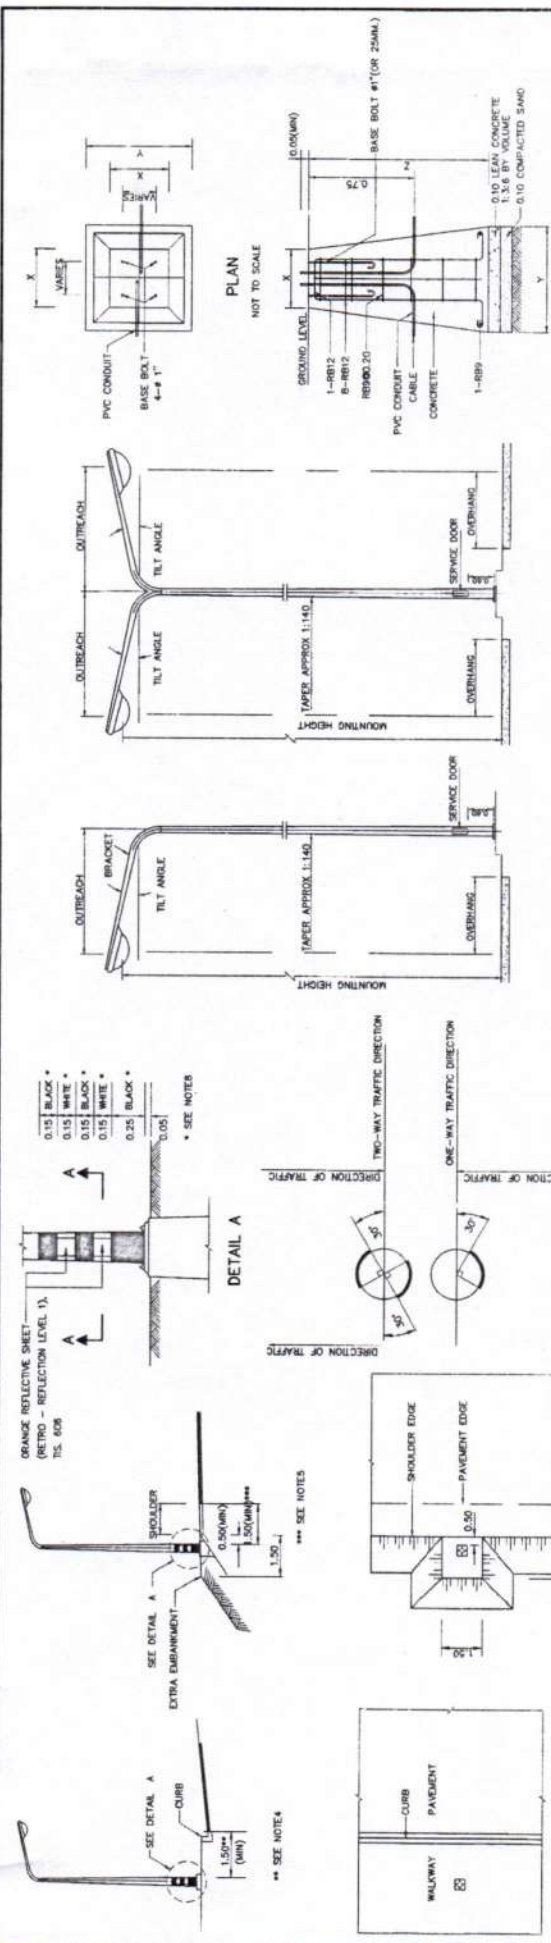 SEE DETAIL A
CURB
1.50**
(MIN)
** SEE NOTE4
WALKWAY
CURB
PAVEMENT
SEE DETAIL A
EXTRA EMBANKMENT
SHOULDER
0.50(MIN)
1.50(MIN)***
1.50
*** SEE NOTE5
SHOULDER EDGE
PAVEMENT EDGE
0.50
1.50
ORANGE REFLECTIVE SHEET
(RETRO - REFLECTION LEVEL 1),
TIS. 606
A
A
0.15 BLACK *
0.15 WHITE *
0.15 BLACK *
0.15 WHITE *
0.25 BLACK *
0.05
* SEE NOTE8
DETAIL A
DIRECTION OF TRAFFIC
DIRECTION OF TRAFFIC
30°
30°
TWO-WAY TRAFFIC DIRECTION
ONE-WAY TRAFFIC DIRECTION
30°
OUTREACH
BRACKET
TILT ANGLE
MOUNTING HEIGHT
TAPER APPROX 1:140
SERVICE DOOR
OVERHANG
OUTREACH
OUTREACH
TILT ANGLE
TILT ANGLE
MOUNTING HEIGHT
TAPER APPROX 1:140
SERVICE DOOR
OVERHANG
OVERHANG
X
VARIES
PVC CONDUIT
BASE BOLT
4-ø 1"
VARIES
X
Y
PLAN
NOT TO SCALE
GROUND LEVEL
X
0.05(MIN)
1-RB12
8-RB12
RB9@0.20
PVC CONDUIT
CABLE
CONCRETE
1-RB9
0.75
Z
BASE BOLT ø1"(OR 25MM.)
0.10 LEAN CONCRETE
1:3:6 BY VOLUME
0.10 COMPACTED SAND
Y